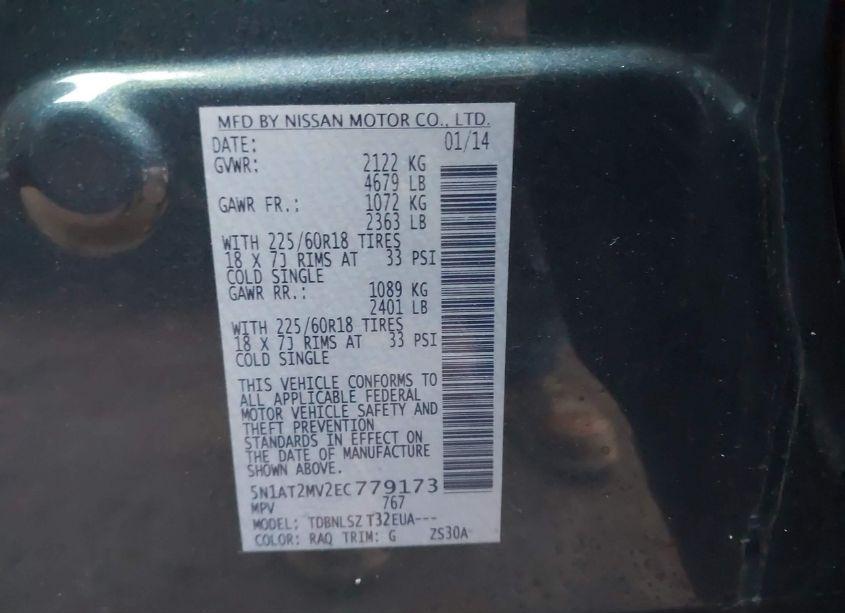 MFD BY NISSAN MOTOR CO., LTD.
DATE: 01/14
GVWR: 2122 KG
4679 LB
GAWR FR.: 1072 KG
2363 LB
WITH 225/60R18 TIRES
18 X 7J RIMS AT 33 PSI
COLD SINGLE
GAWR RR.: 1089 KG
2401 LB
WITH 225/60R18 TIRES
18 X 7J RIMS AT 33 PSI
COLD SINGLE
THIS VEHICLE CONFORMS TO
ALL APPLICABLE FEDERAL
MOTOR VEHICLE SAFETY AND
THEFT PREVENTION
STANDARDS IN EFFECT ON
THE DATE OF MANUFACTURE
SHOWN ABOVE.
5N1AT2MV2EC779173
MPV 767
MODEL: TDBNLSZ T32EUA---
COLOR: RAQ TRIM: G ZS30A